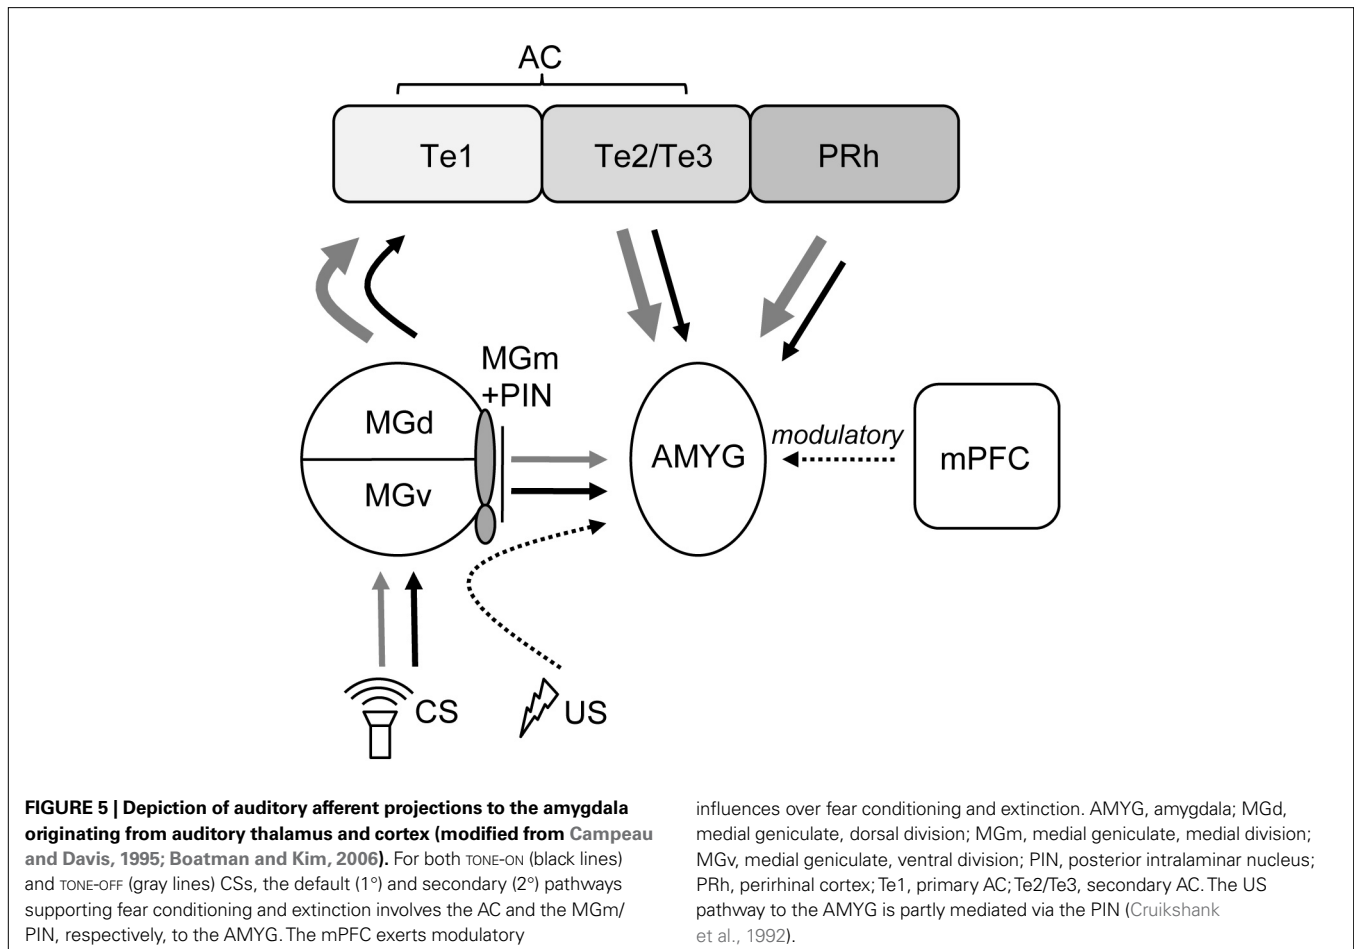 AC
Te1
Te2/Te3
PRh
MGm
+PIN
MGd
MGv
AMYG
modulatory
mPFC
CS
US
FIGURE 5 | Depiction of auditory afferent projections to the amygdala
originating from auditory thalamus and cortex (modified from Campeau
and Davis, 1995; Boatman and Kim, 2006). For both TONE-ON (black lines)
and TONE-OFF (gray lines) CSs, the default (1°) and secondary (2°) pathways
supporting fear conditioning and extinction involves the AC and the MGm/
PIN, respectively, to the AMYG. The mPFC exerts modulatory
influences over fear conditioning and extinction. AMYG, amygdala; MGd,
medial geniculate, dorsal division; MGm, medial geniculate, medial division;
MGv, medial geniculate, ventral division; PIN, posterior intralaminar nucleus;
PRh, perirhinal cortex; Te1, primary AC; Te2/Te3, secondary AC. The US
pathway to the AMYG is partly mediated via the PIN (Cruikshank
et al., 1992).